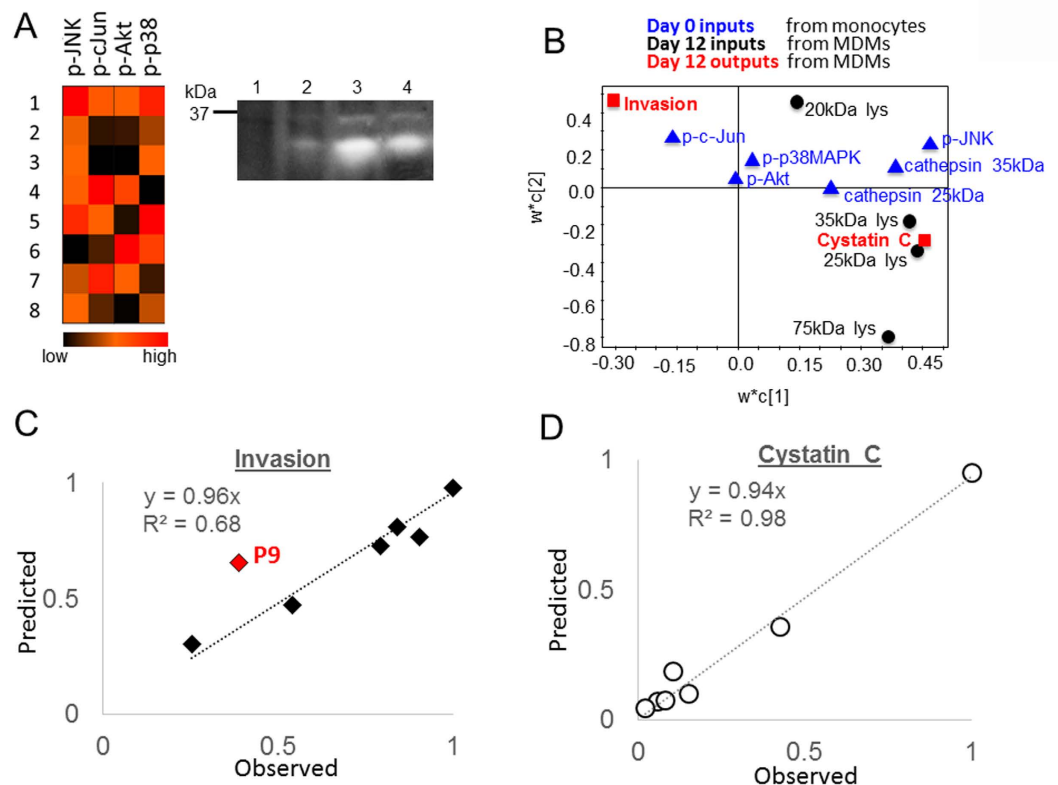 A
p-JNK
p-cJun
p-Akt
p-p38
1
2
3
4
5
6
7
8
low high
kDa
37
1 2 3 4
B
Day 0 inputs from monocytes
Day 12 inputs from MDMs
Day 12 outputs from MDMs
0.4
0.2
0.0
-0.2
-0.4
-0.6
-0.8
w*c[2]
Invasion
20kDa lys
p-c-Jun
p-JNK
p-p38MAPK
cathepsin 35kDa
p-Akt
cathepsin 25kDa
35kDa lys
Cystatin C
25kDa lys
75kDa lys
-0.30 -0.15 0.0 0.15 0.30 0.45
w*c[1]
C
Invasion
y = 0.96x
R² = 0.68
P9
1
0.5
0
Predicted
0 0.5 1
Observed
D
Cystatin C
y = 0.94x
R² = 0.98
1
0.5
0
Predicted
0 0.5 1
Observed